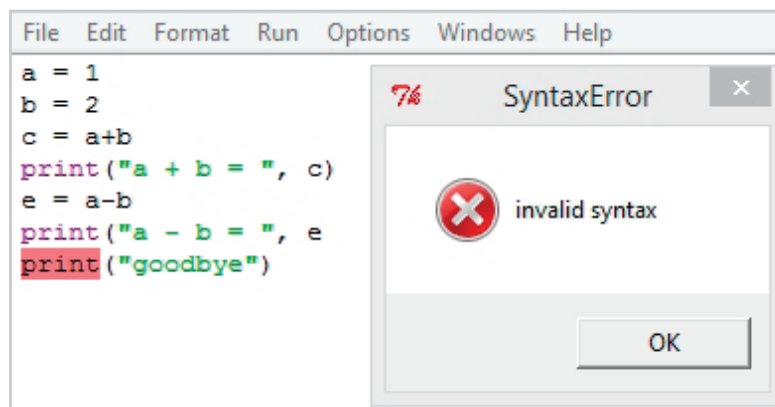 File Edit Format Run Options Windows Help
a = 1
b = 2
c = a+b
print("a + b = ", c)
e = a-b
print("a - b = ", e
print("goodbye")
SyntaxError
invalid syntax
OK